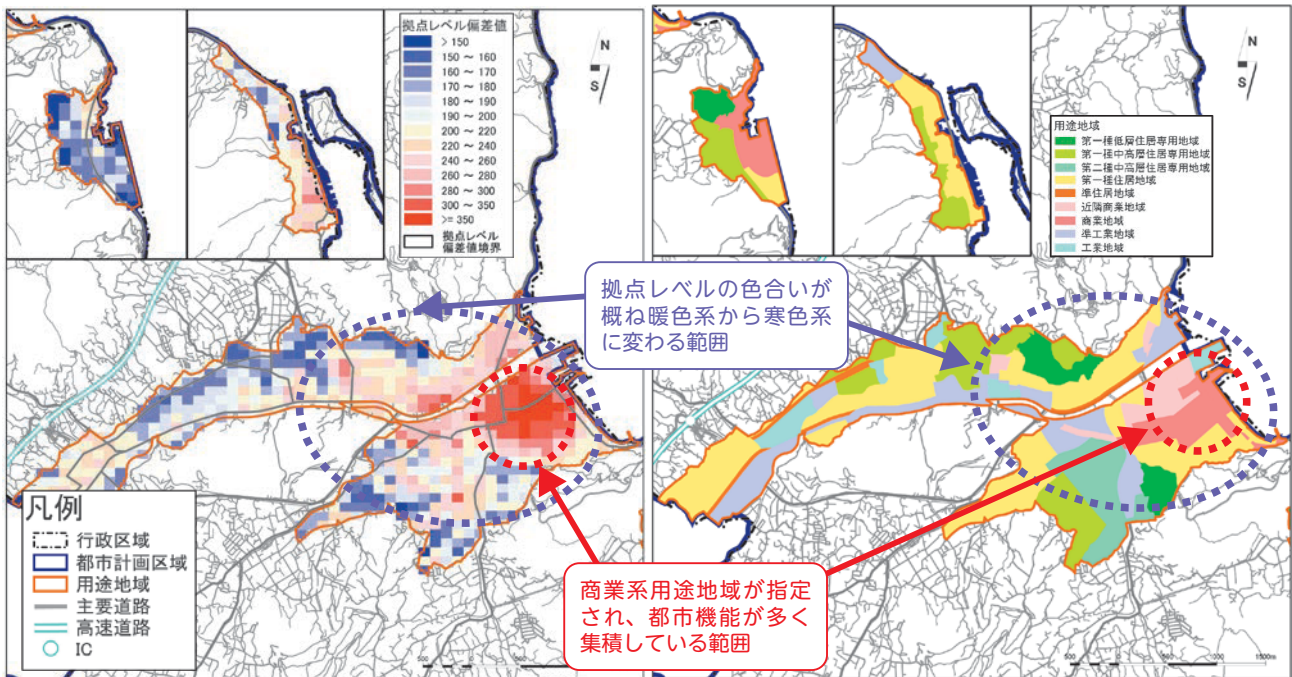 拠点レベル偏差値
> 150
150 ～ 160
160 ～ 170
170 ～ 180
180 ～ 190
190 ～ 200
200 ～ 220
220 ～ 240
240 ～ 260
260 ～ 280
280 ～ 300
300 ～ 350
>= 350
拠点レベル
偏差値境界
N
S
N
S
用途地域
第一種低層住居専用地域
第一種中高層住居専用地域
第二種中高層住居専用地域
第一種住居地域
準住居地域
近隣商業地域
商業地域
準工業地域
工業地域
拠点レベルの色合いが
概ね暖色系から寒色系
に変わる範囲
凡例
行政区域
都市計画区域
用途地域
主要道路
高速道路
IC
商業系用途地域が指定
され、都市機能が多く
集積している範囲
500 0 1500m